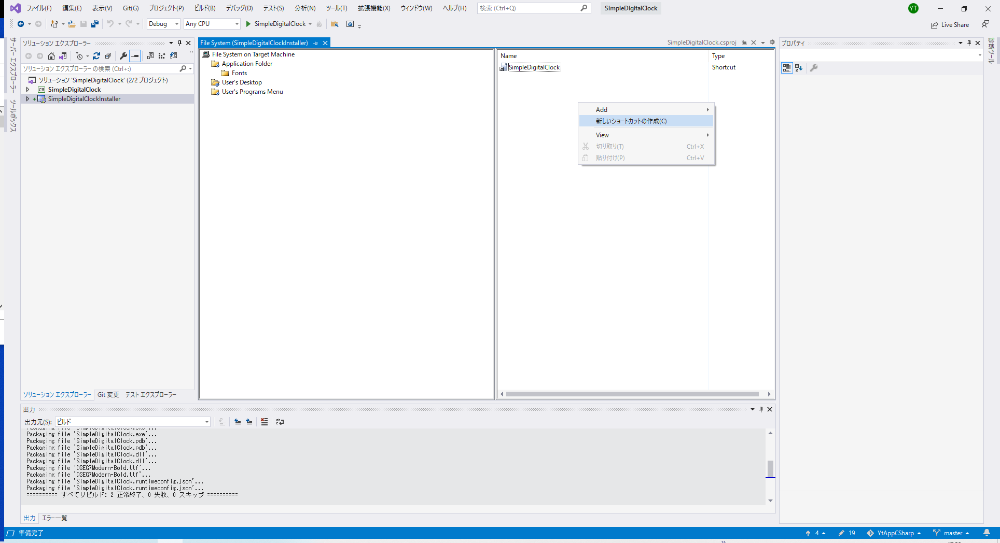 ファイル(F) 編集(E) 表示(V) Git(G) プロジェクト(P) ビルド(B) デバッグ(D) テスト(S) 分析(N) ツール(T) 拡張機能(X) ウィンドウ(W) ヘルプ(H) 検索 (Ctrl+Q) SimpleDigitalClock YT
Debug Any CPU SimpleDigitalClock Live Share
サーバー エクスプローラー
ツールボックス
ソリューション エクスプローラー
ソリューション エクスプローラー の検索 (Ctrl+:)
ソリューション 'SimpleDigitalClock' (2/2 プロジェクト)
SimpleDigitalClock
SimpleDigitalClockInstaller
ソリューション エクスプローラー Git 変更 テスト エクスプローラー
File System (SimpleDigitalClockInstaller) SimpleDigitalClock.csproj
File System on Target Machine
Application Folder
Fonts
User's Desktop
User's Programs Menu
Name Type
SimpleDigitalClock Shortcut
Add
新しいショートカットの作成(C)
View
切り取り(T) Ctrl+X
貼り付け(P) Ctrl+V
プロパティ
診断ツール
出力
出力元(S): ビルド
Packaging file 'SimpleDigitalClock.exe'...
Packaging file 'SimpleDigitalClock.exe'...
Packaging file 'SimpleDigitalClock.pdb'...
Packaging file 'SimpleDigitalClock.pdb'...
Packaging file 'SimpleDigitalClock.dll'...
Packaging file 'SimpleDigitalClock.dll'...
Packaging file 'DSEG7Modern-Bold.ttf'...
Packaging file 'DSEG7Modern-Bold.ttf'...
Packaging file 'SimpleDigitalClock.runtimeconfig.json'...
Packaging file 'SimpleDigitalClock.runtimeconfig.json'...
========== すべてリビルド: 2 正常終了、0 失敗、0 スキップ ==========
出力 エラー一覧
準備完了 4 19 YtAppCSharp master